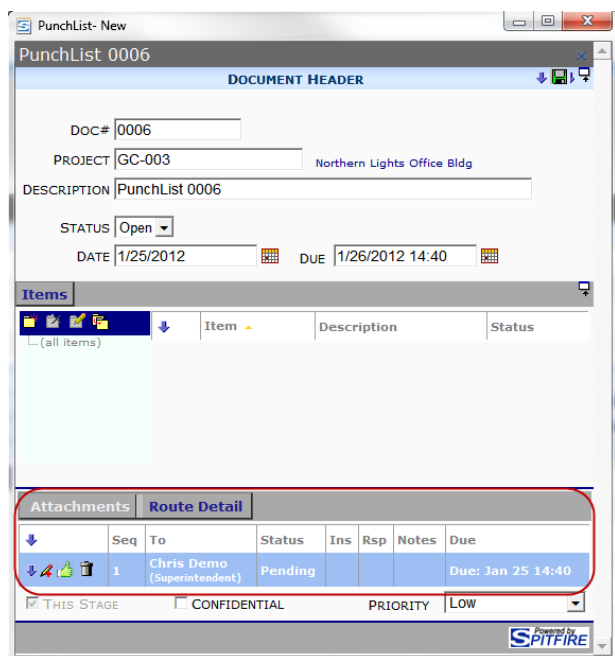 PunchList- New
PunchList 0006
DOCUMENT HEADER
DOC# 0006
PROJECT GC-003 Northern Lights Office Bldg
DESCRIPTION PunchList 0006
STATUS Open
DATE 1/25/2012 DUE 1/26/2012 14:40
Items
Item Description Status
(all items)
Attachments Route Detail
Seq To Status Ins Rsp Notes Due
1 Chris Demo Pending Due: Jan 25 14:40
(Superintendent)
THIS STAGE CONFIDENTIAL PRIORITY Low
Powered by
SPITFIRE